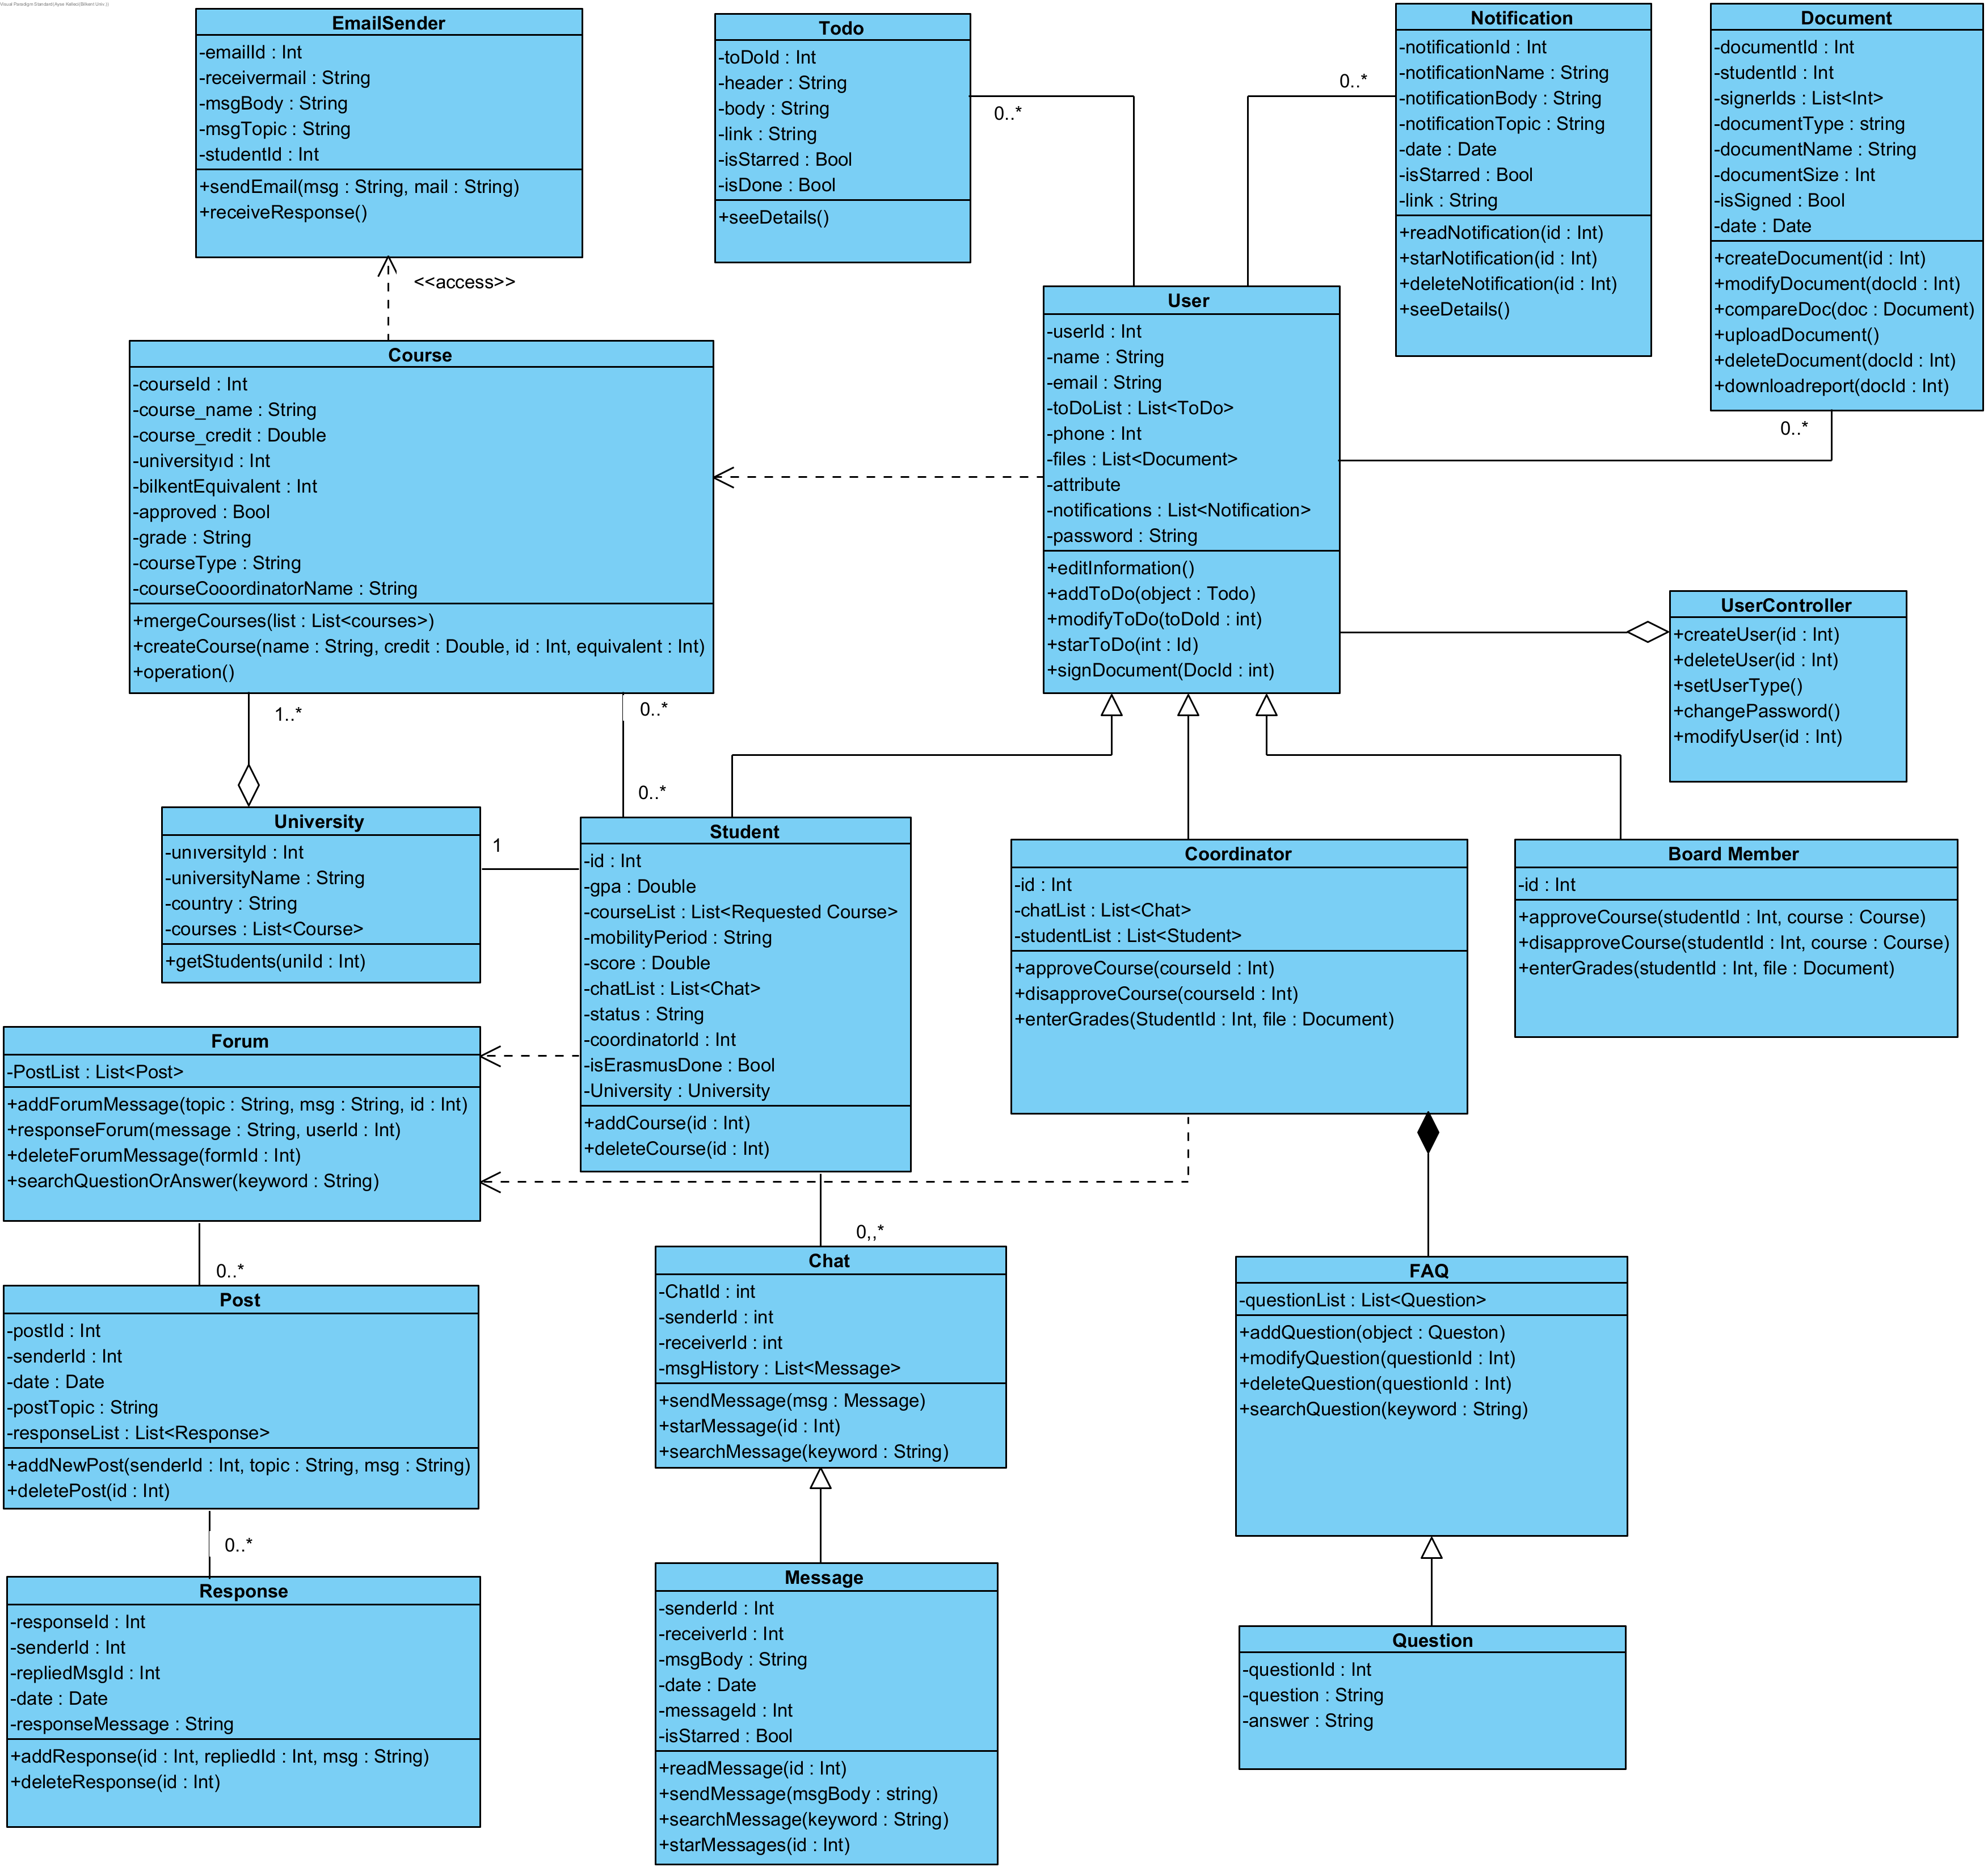 Visual Paradigm Standard(Ayse Kelleci(Bilkent Univ.))
EmailSender
-emailId : Int
-receivermail : String
-msgBody : String
-msgTopic : String
-studentId : Int
+sendEmail(msg : String, mail : String)
+receiveResponse()
Todo
-toDoId : Int
-header : String
-body : String
-link : String
-isStarred : Bool
-isDone : Bool
+seeDetails()
0..*
Notification
-notificationId : Int
-notificationName : String
-notificationBody : String
-notificationTopic : String
-date : Date
-isStarred : Bool
-link : String
+readNotification(id : Int)
+starNotification(id : Int)
+deleteNotification(id : Int)
+seeDetails()
0..*
Document
-documentId : Int
-studentId : Int
-signerIds : List<Int>
-documentType : string
-documentName : String
-documentSize : Int
-isSigned : Bool
-date : Date
+createDocument(id : Int)
+modifyDocument(docId : Int)
+compareDoc(doc : Document)
+uploadDocument()
+deleteDocument(docId : Int)
+downloadreport(docId : Int)
0..*
<<access>>
Course
-courseId : Int
-course_name : String
-course_credit : Double
-universityıd : Int
-bilkentEquivalent : Int
-approved : Bool
-grade : String
-courseType : String
-courseCooordinatorName : String
+mergeCourses(list : List<courses>)
+createCourse(name : String, credit : Double, id : Int, equivalent : Int)
+operation()
1..*
0..*
0..*
User
-userId : Int
-name : String
-email : String
-toDoList : List<ToDo>
-phone : Int
-files : List<Document>
-attribute
-notifications : List<Notification>
-password : String
+editInformation()
+addToDo(object : Todo)
+modifyToDo(toDoId : int)
+starToDo(int : Id)
+signDocument(DocId : int)
UserController
+createUser(id : Int)
+deleteUser(id : Int)
+setUserType()
+changePassword()
+modifyUser(id : Int)
University
-unıversityId : Int
-universityName : String
-country : String
-courses : List<Course>
+getStudents(uniId : Int)
1
Student
-id : Int
-gpa : Double
-courseList : List<Requested Course>
-mobilityPeriod : String
-score : Double
-chatList : List<Chat>
-status : String
-coordinatorId : Int
-isErasmusDone : Bool
-University : University
+addCourse(id : Int)
+deleteCourse(id : Int)
Coordinator
-id : Int
-chatList : List<Chat>
-studentList : List<Student>
+approveCourse(courseId : Int)
+disapproveCourse(courseId : Int)
+enterGrades(StudentId : Int, file : Document)
Board Member
-id : Int
+approveCourse(studentId : Int, course : Course)
+disapproveCourse(studentId : Int, course : Course)
+enterGrades(studentId : Int, file : Document)
Forum
-PostList : List<Post>
+addForumMessage(topic : String, msg : String, id : Int)
+responseForum(message : String, userId : Int)
+deleteForumMessage(formId : Int)
+searchQuestionOrAnswer(keyword : String)
0..*
Post
-postId : Int
-senderId : Int
-date : Date
-postTopic : String
-responseList : List<Response>
+addNewPost(senderId : Int, topic : String, msg : String)
+deletePost(id : Int)
0..*
Response
-responseId : Int
-senderId : Int
-repliedMsgId : Int
-date : Date
-responseMessage : String
+addResponse(id : Int, repliedId : Int, msg : String)
+deleteResponse(id : Int)
0,,*
Chat
-ChatId : int
-senderId : int
-receiverId : int
-msgHistory : List<Message>
+sendMessage(msg : Message)
+starMessage(id : Int)
+searchMessage(keyword : String)
Message
-senderId : Int
-receiverId : Int
-msgBody : String
-date : Date
-messageId : Int
-isStarred : Bool
+readMessage(id : Int)
+sendMessage(msgBody : string)
+searchMessage(keyword : String)
+starMessages(id : Int)
FAQ
-questionList : List<Question>
+addQuestion(object : Queston)
+modifyQuestion(questionId : Int)
+deleteQuestion(questionId : Int)
+searchQuestion(keyword : String)
Question
-questionId : Int
-question : String
-answer : String